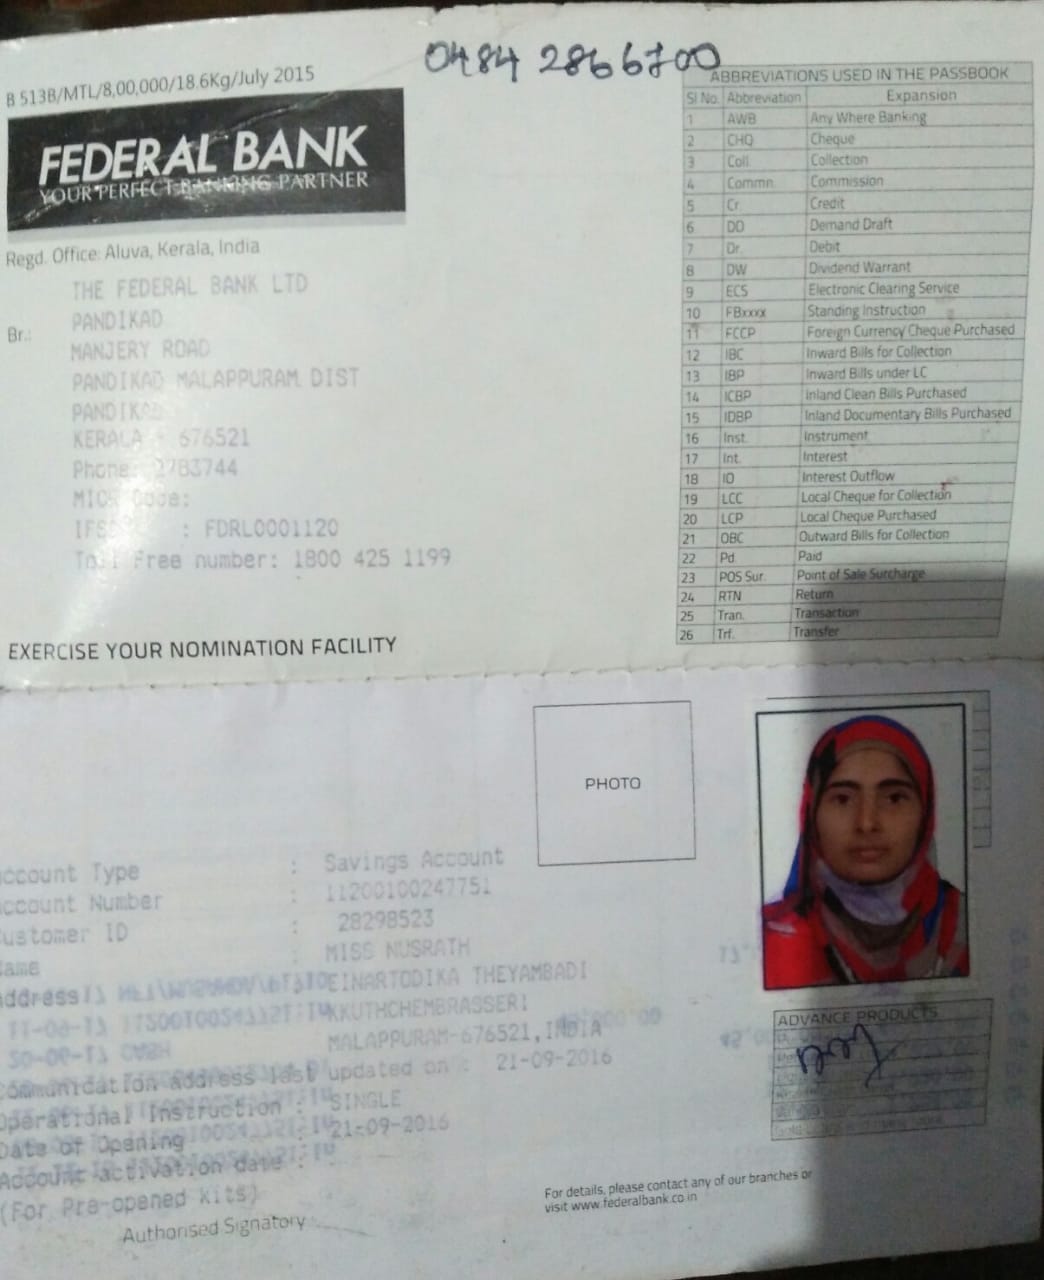 0484 2866700
B 513B/MTL/8,00,000/18.6Kg/July 2015
FEDERAL BANK
YOUR PERFECT BANKING PARTNER
Regd. Office: Aluva, Kerala, India
THE FEDERAL BANK LTD
Br.: PANDIKAD
MANJERY ROAD
PANDIKAD MALAPPURAM DIST
PANDIKAD
KERALA - 676521
Phone: 2783744
MICR Code:
IFSC : FDRL0001120
Toll Free number: 1800 425 1199
EXERCISE YOUR NOMINATION FACILITY
ABBREVIATIONS USED IN THE PASSBOOK
Sl No. Abbreviation Expansion
1 AWB Any Where Banking
2 CHQ Cheque
3 Coll. Collection
4 Commn. Commission
5 Cr. Credit
6 DD Demand Draft
7 Dr. Debit
8 DW Dividend Warrant
9 ECS Electronic Clearing Service
10 FBxxxx Standing Instruction
11 FCCP Foreign Currency Cheque Purchased
12 IBC Inward Bills for Collection
13 IBP Inward Bills under LC
14 ICBP Inland Clean Bills Purchased
15 IDBP Inland Documentary Bills Purchased
16 Inst. Instrument
17 Int. Interest
18 IO Interest Outflow
19 LCC Local Cheque for Collection
20 LCP Local Cheque Purchased
21 OBC Outward Bills for Collection
22 Pd. Paid
23 POS Sur. Point of Sale Surcharge
24 RTN Return
25 Tran. Transaction
26 Trf. Transfer
PHOTO
ccount Type : Savings Account
ccount Number : 11200100247751
ustomer ID : 28298523
ame : MISS NUSRATH
ddress EINARTODIKA THEYAMBADI
KKUTHCHEMBRASSERI
MALAPPURAM-676521,INDIA
Communication address last updated on : 21-09-2016
Operational Instruction : SINGLE
Date of Opening : 21-09-2016
Account activation date :
(For Pre-opened kits)
Authorised Signatory
ADVANCE PRODUCTS
For details, please contact any of our branches or
visit www.federalbank.co.in